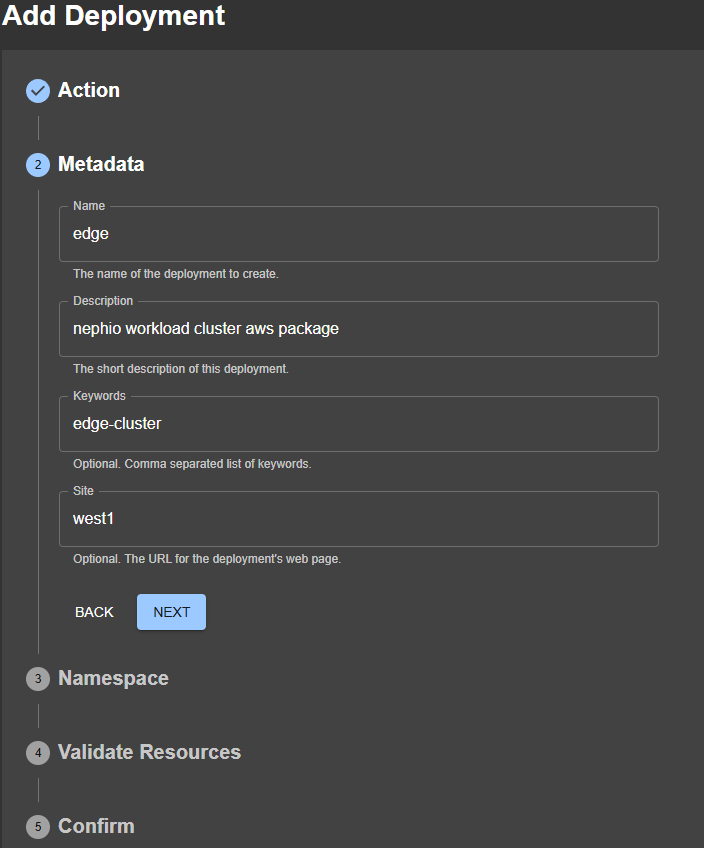 Add Deployment
Action
2 Metadata
Name
edge
The name of the deployment to create.
Description
nephio workload cluster aws package
The short description of this deployment.
Keywords
edge-cluster
Optional. Comma separated list of keywords.
Site
west1
Optional. The URL for the deployment's web page.
BACK NEXT
3 Namespace
4 Validate Resources
5 Confirm